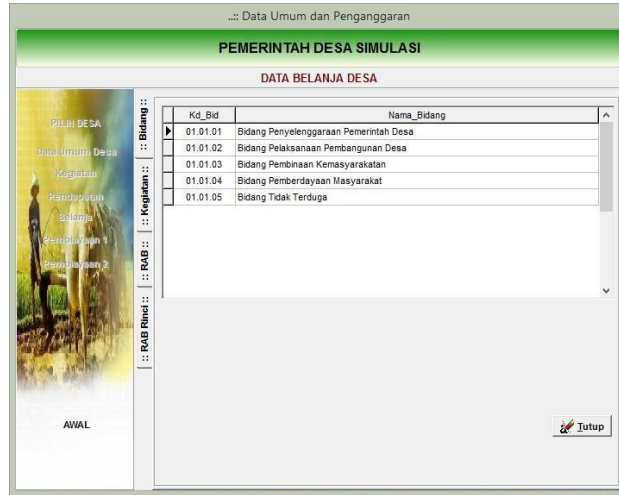 ..:: Data Umum dan Penganggaran
PEMERINTAH DESA SIMULASI
DATA BELANJA DESA
PILIH DESA
Data Umum Desa
Kegiatan
Pendapatan
Belanja
Pembiayaan 1
Pembiayaan 2
AWAL
:: Bidang ::
:: Kegiatan ::
:: RAB ::
:: RAB Rinci ::
Kd_Bid Nama_Bidang
01.01.01 Bidang Penyelenggaraan Pemerintah Desa
01.01.02 Bidang Pelaksanaan Pembangunan Desa
01.01.03 Bidang Pembinaan Kemasyarakatan
01.01.04 Bidang Pemberdayaan Masyarakat
01.01.05 Bidang Tidak Terduga
Tutup